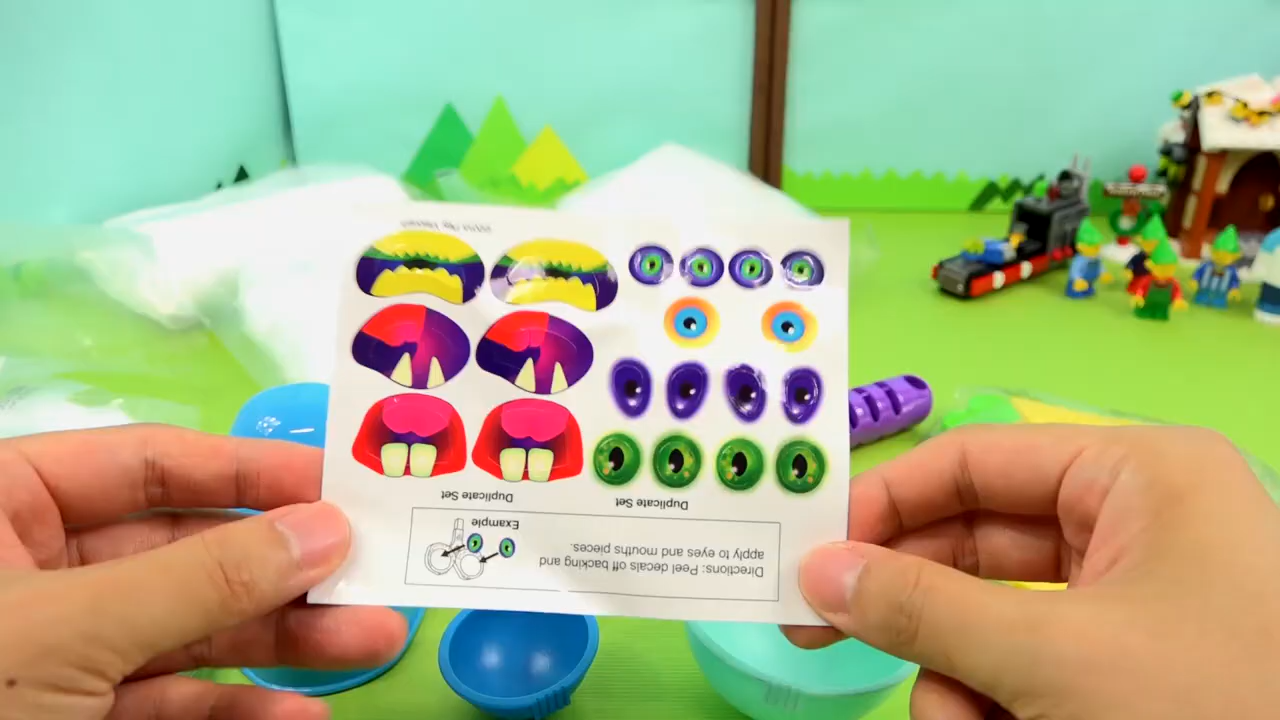 Directions: Peel decals off backing and
apply to eyes and mouths pieces.
Example
Duplicate Set
Duplicate Set